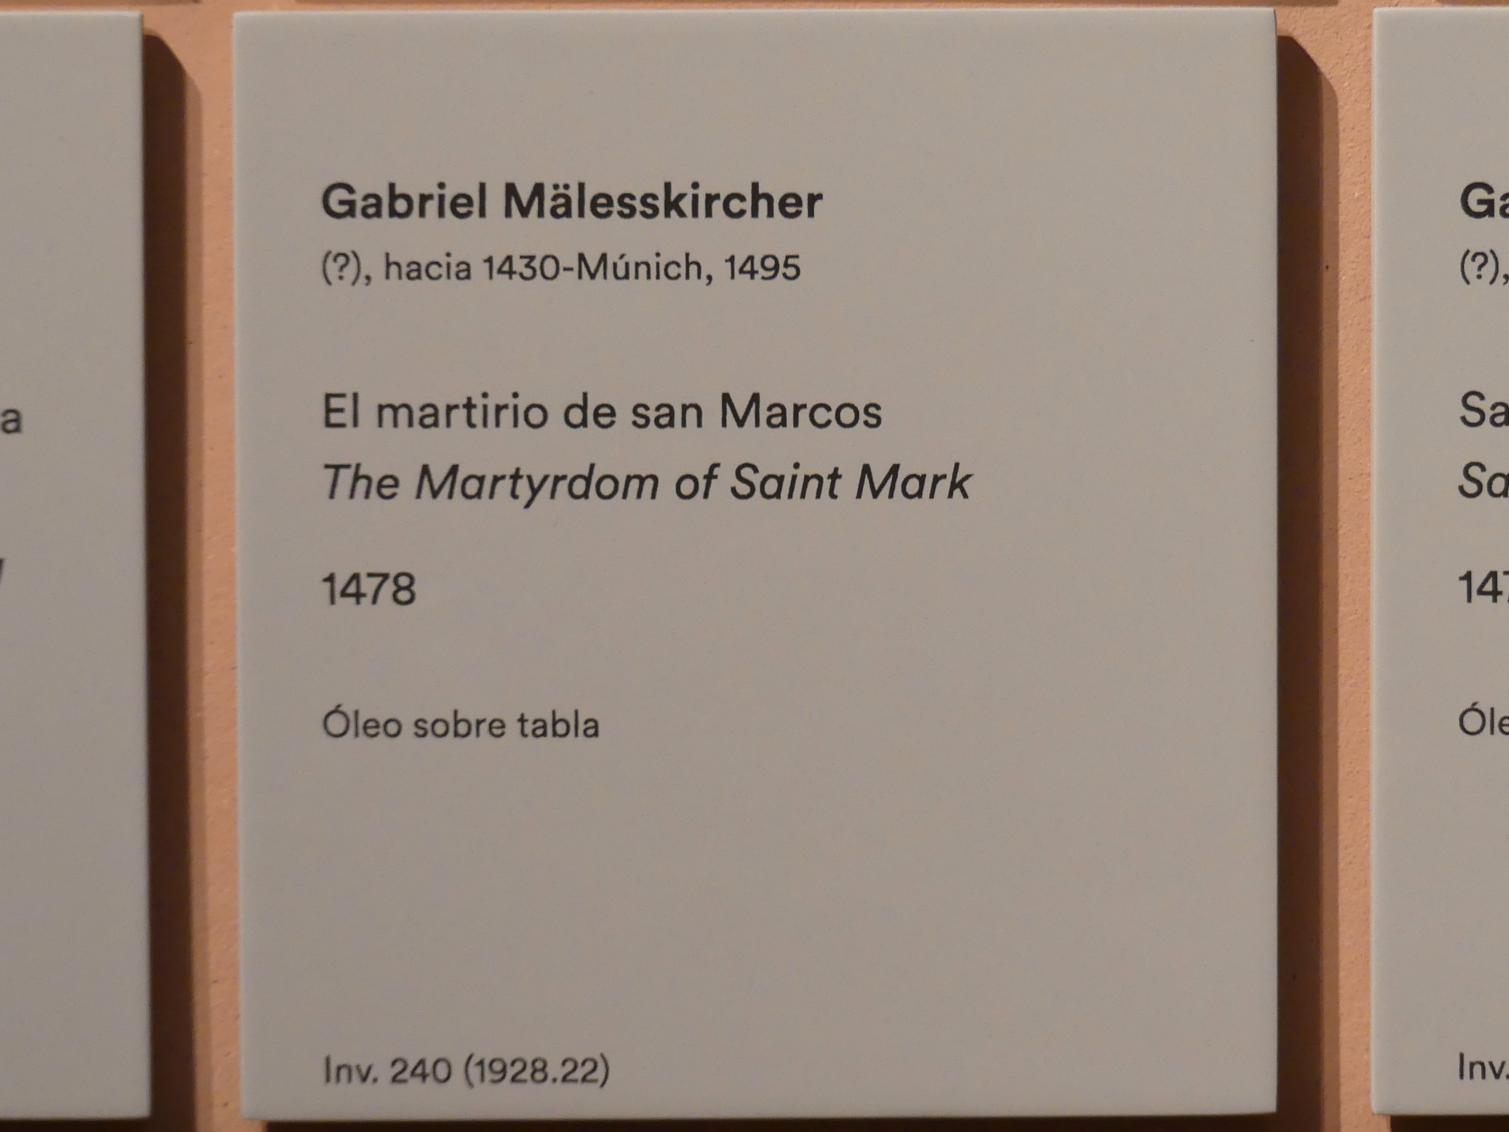 Gabriel Mälesskircher
(?), hacia 1430-Múnich, 1495
El martirio de san Marcos
The Martyrdom of Saint Mark
1478
Óleo sobre tabla
Inv. 240 (1928.22)